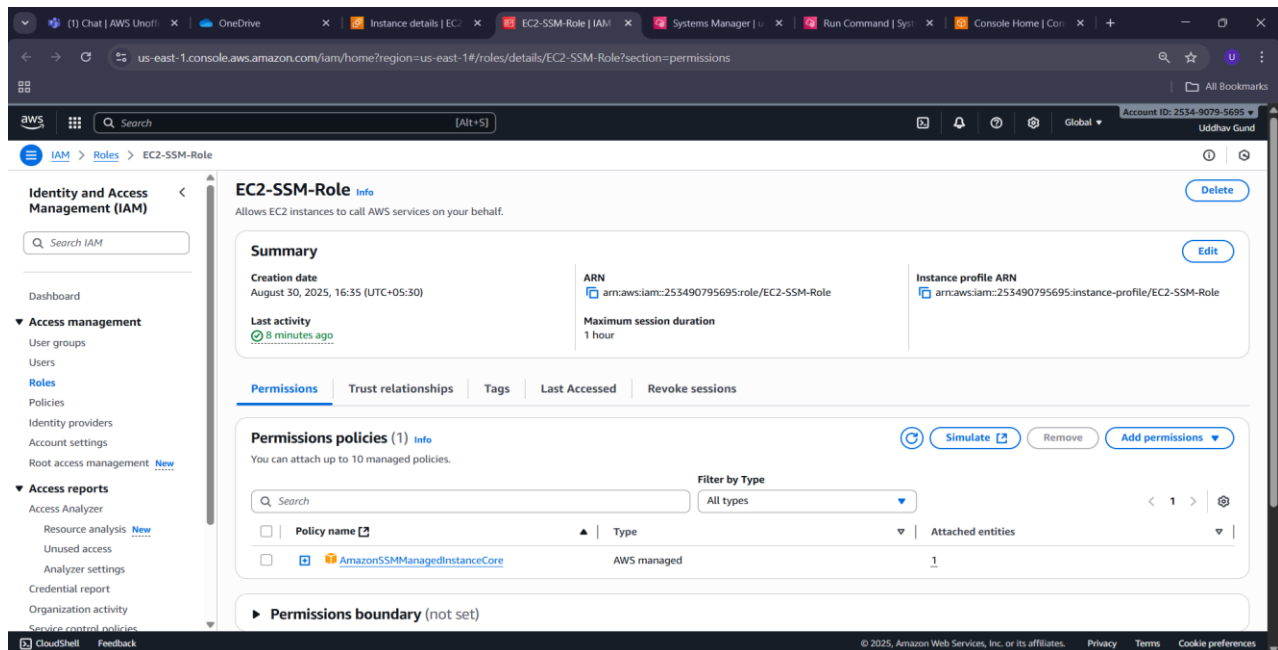 (1) Chat | AWS Unoffi
OneDrive
Instance details | EC2
EC2-SSM-Role | IAM
Systems Manager | u
Run Command | Syst
Console Home | Con
us-east-1.console.aws.amazon.com/iam/home?region=us-east-1#/roles/details/EC2-SSM-Role?section=permissions
U
All Bookmarks
aws
Search
[Alt+S]
Global
Account ID: 2534-9079-5695
Uddhav Gund
IAM > Roles > EC2-SSM-Role
Identity and Access
Management (IAM)
Search IAM
Dashboard
Access management
User groups
Users
Roles
Policies
Identity providers
Account settings
Root access management New
Access reports
Access Analyzer
Resource analysis New
Unused access
Analyzer settings
Credential report
Organization activity
Service control policies
EC2-SSM-Role Info
Delete
Allows EC2 instances to call AWS services on your behalf.
Summary
Edit
Creation date
August 30, 2025, 16:35 (UTC+05:30)
ARN
arn:aws:iam::253490795695:role/EC2-SSM-Role
Instance profile ARN
arn:aws:iam::253490795695:instance-profile/EC2-SSM-Role
Last activity
8 minutes ago
Maximum session duration
1 hour
Permissions
Trust relationships
Tags
Last Accessed
Revoke sessions
Permissions policies (1) Info
Simulate
Remove
Add permissions
You can attach up to 10 managed policies.
Filter by Type
Search
All types
1
Policy name
Type
Attached entities
AmazonSSMManagedInstanceCore
AWS managed
1
Permissions boundary (not set)
CloudShell
Feedback
© 2025, Amazon Web Services, Inc. or its affiliates.
Privacy
Terms
Cookie preferences